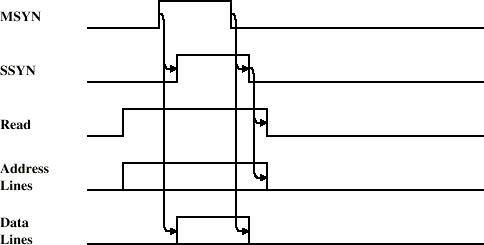 MSYN
SSYN
Read
Address
Lines
Data
Lines